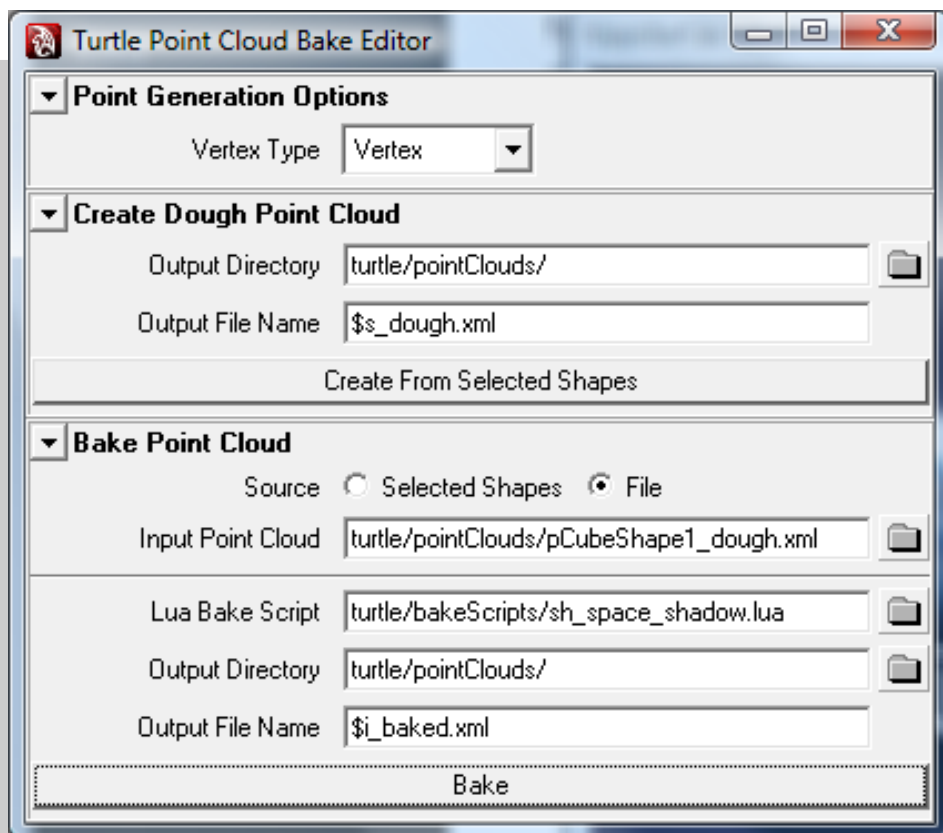 Turtle Point Cloud Bake Editor
Point Generation Options
Vertex Type Vertex
Create Dough Point Cloud
Output Directory turtle/pointClouds/
Output File Name $s_dough.xml
Create From Selected Shapes
Bake Point Cloud
Source Selected Shapes File
Input Point Cloud turtle/pointClouds/pCubeShape1_dough.xml
Lua Bake Script turtle/bakeScripts/sh_space_shadow.lua
Output Directory turtle/pointClouds/
Output File Name $i_baked.xml
Bake